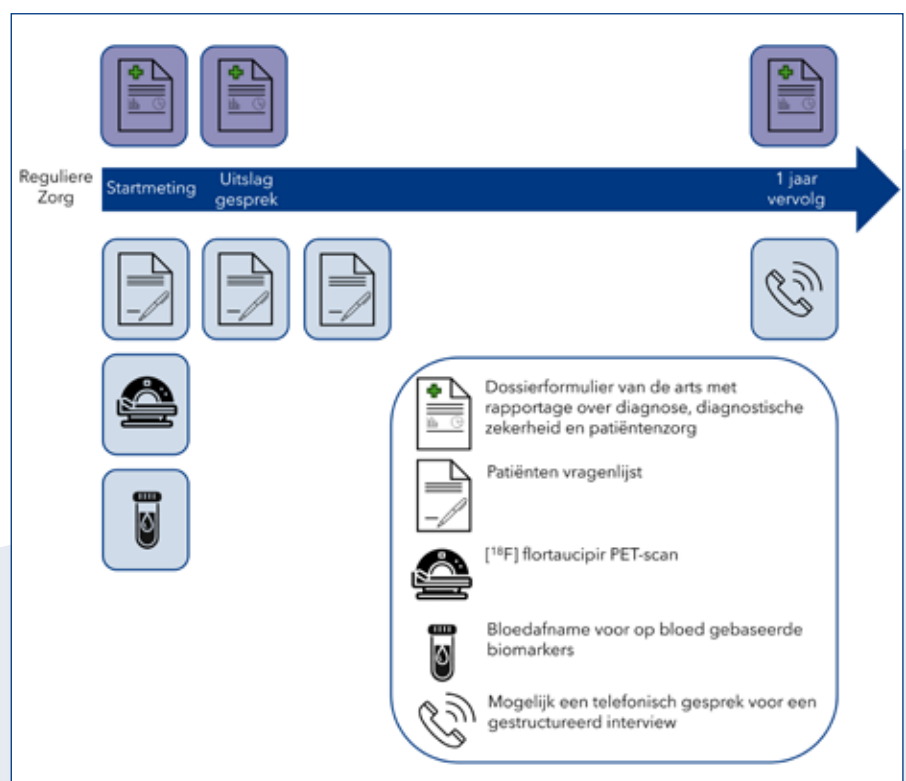 Reguliere
Zorg
Startmeting
Uitslag
gesprek
1 jaar
vervolg
Dossierformulier van de arts met
rapportage over diagnose, diagnostische
zekerheid en patiëntenzorg
Patiënten vragenlijst
[¹⁸F] flortaucipir PET-scan
Bloedafname voor op bloed gebaseerde
biomarkers
Mogelijk een telefonisch gesprek voor een
gestructureerd interview